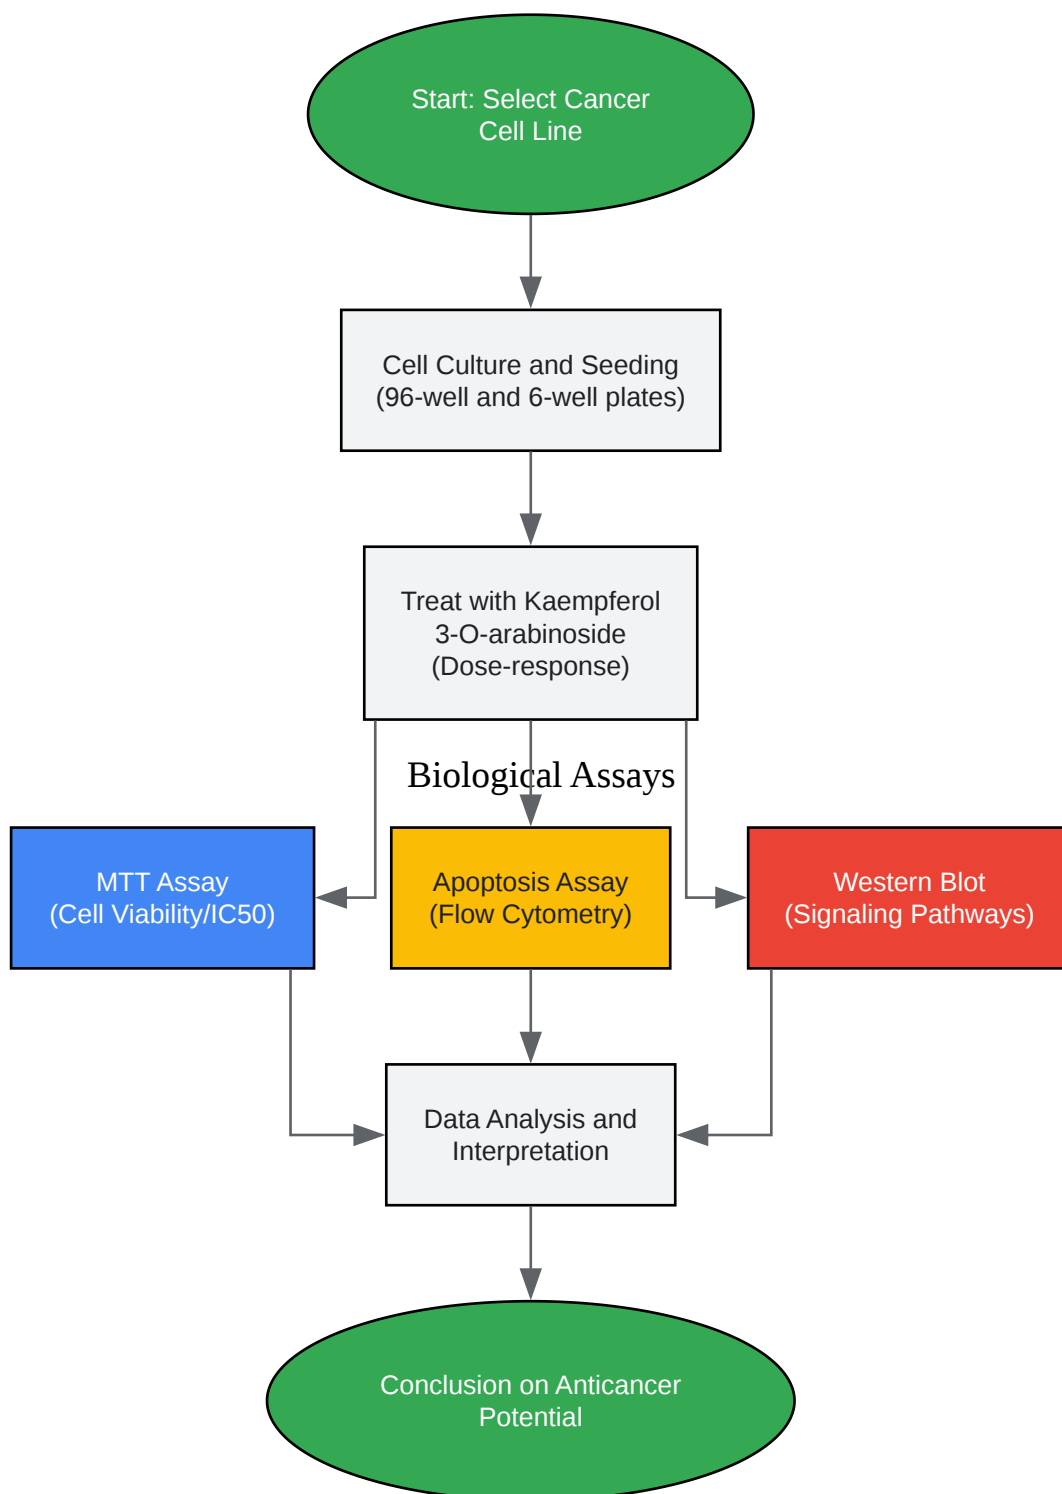 Start: Select Cancer
Cell Line
Cell Culture and Seeding
(96-well and 6-well plates)
Treat with Kaempferol
3-O-arabinoside
(Dose-response)
Biological Assays
MTT Assay
(Cell Viability/IC50)
Apoptosis Assay
(Flow Cytometry)
Western Blot
(Signaling Pathways)
Data Analysis and
Interpretation
Conclusion on Anticancer
Potential